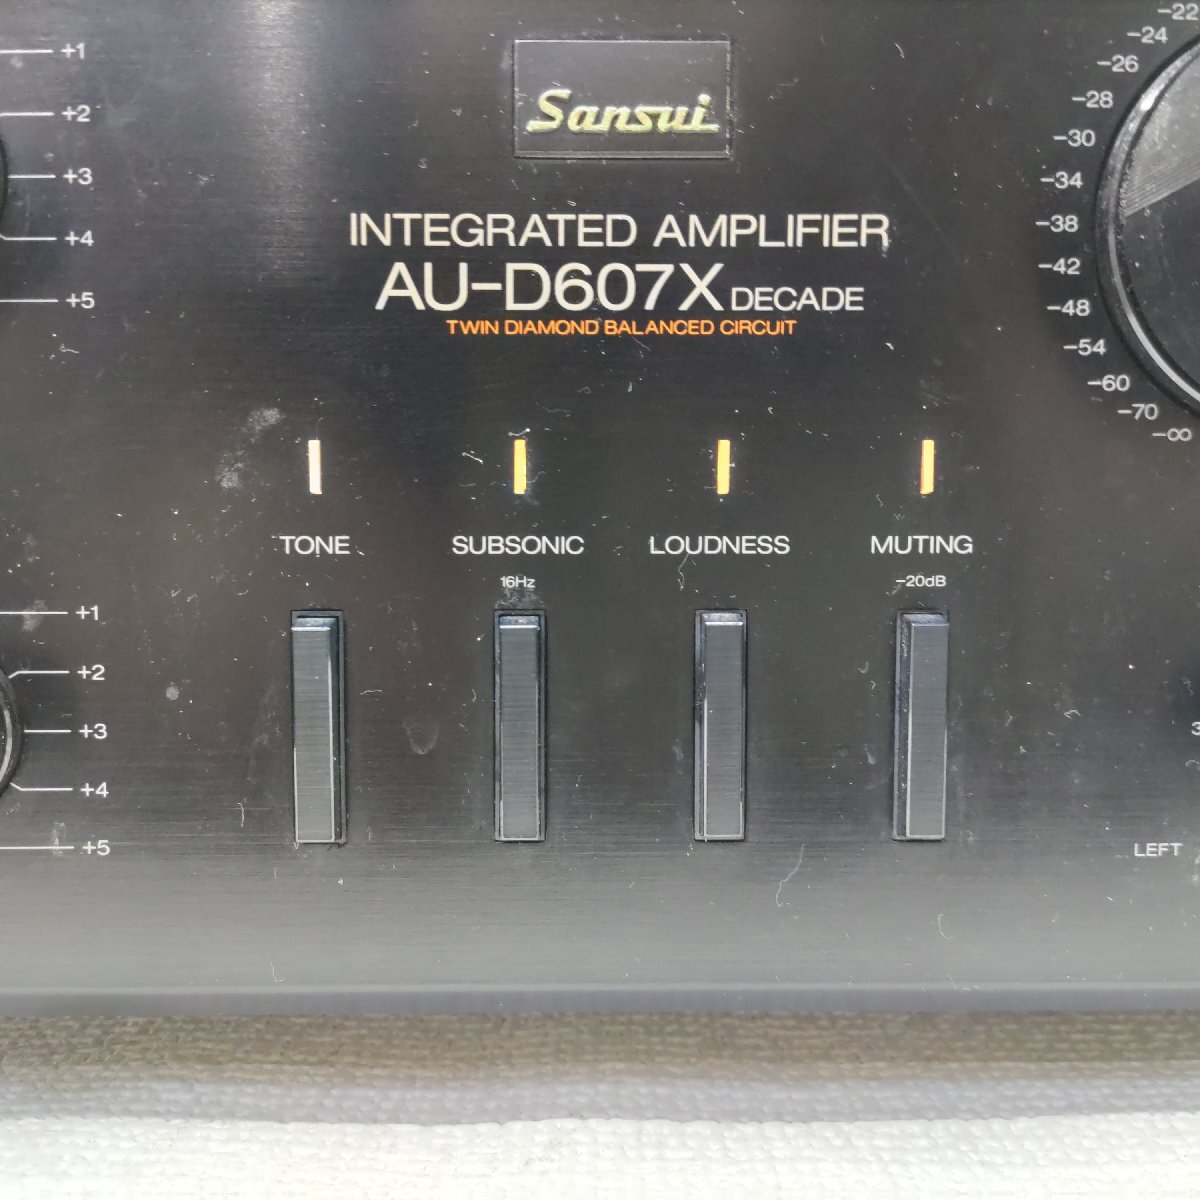 +1
+2
+3
+4
+5
Sansui
INTEGRATED AMPLIFIER
AU-D607X DECADE
TWIN DIAMOND BALANCED CIRCUIT
-22
-24
-26
-28
-30
-34
-38
-42
-48
-54
-60
-70
-∞
TONE
SUBSONIC
LOUDNESS
MUTING
16Hz
-20dB
+1
+2
+3
+4
+5
3
LEFT